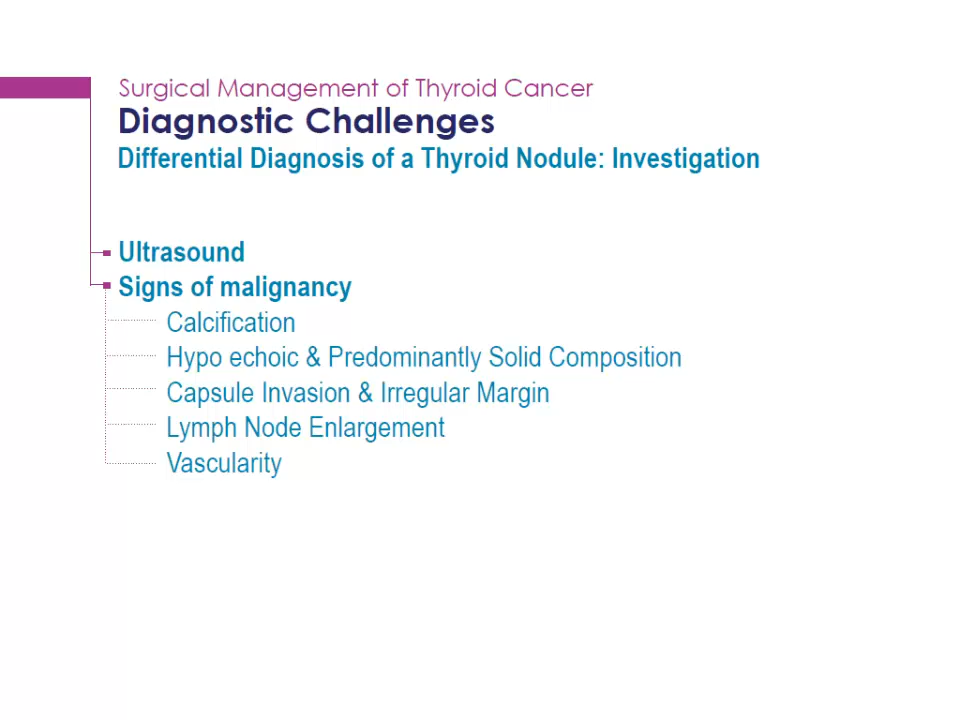 Surgical Management of Thyroid Cancer
Diagnostic Challenges
Differential Diagnosis of a Thyroid Nodule: Investigation
Ultrasound
Signs of malignancy
Calcification
Hypo echoic & Predominantly Solid Composition
Capsule Invasion & Irregular Margin
Lymph Node Enlargement
Vascularity